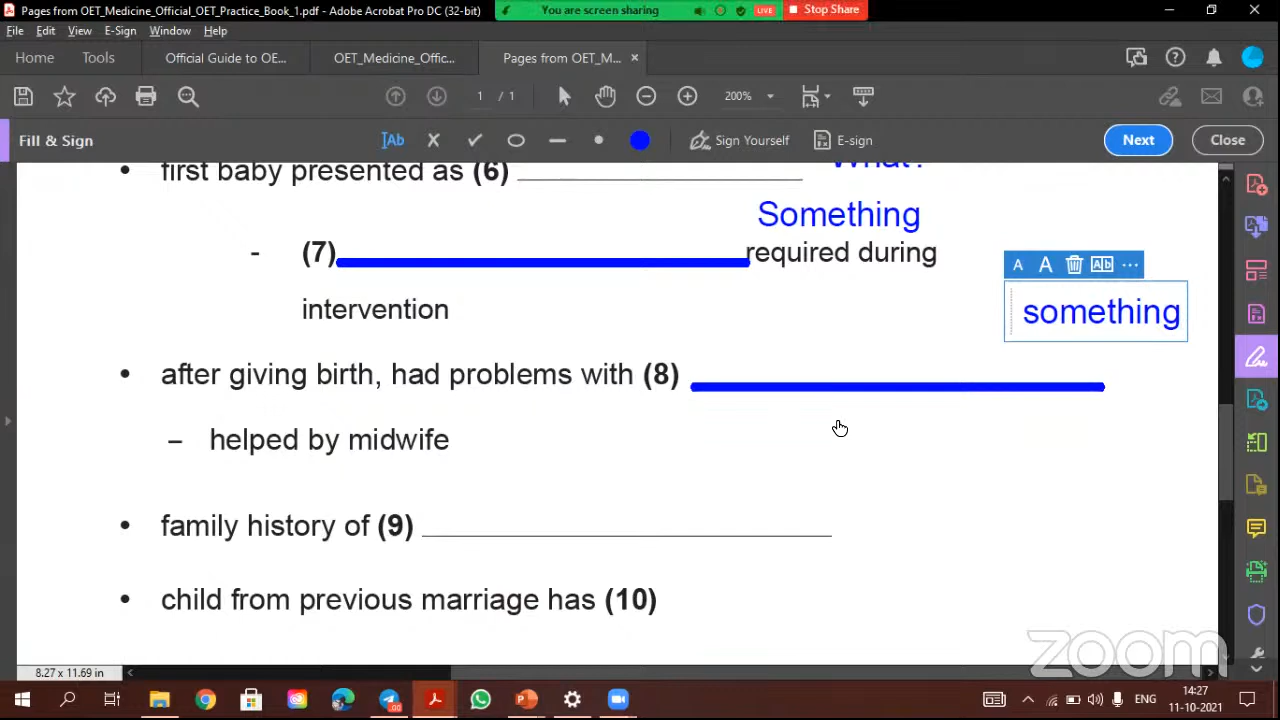 Pages from OET_Medicine_Official_OET_Practice_Book_1.pdf - Adobe Acrobat Pro DC (32-bit)
You are screen sharing
LIVE
Stop Share
File Edit View E-Sign Window Help
Home Tools Official Guide to OE... OET_Medicine_Offic... Pages from OET_M... ×
1 / 1 200%
Fill & Sign Ab Sign Yourself E-sign Next Close
• first baby presented as (6) What?
Something
- (7) required during
intervention
A A Ab ...
something
• after giving birth, had problems with (8)
– helped by midwife
• family history of (9)
• child from previous marriage has (10)
zoom
8.27 x 11.69 in
ENG
14:27
11-10-2021